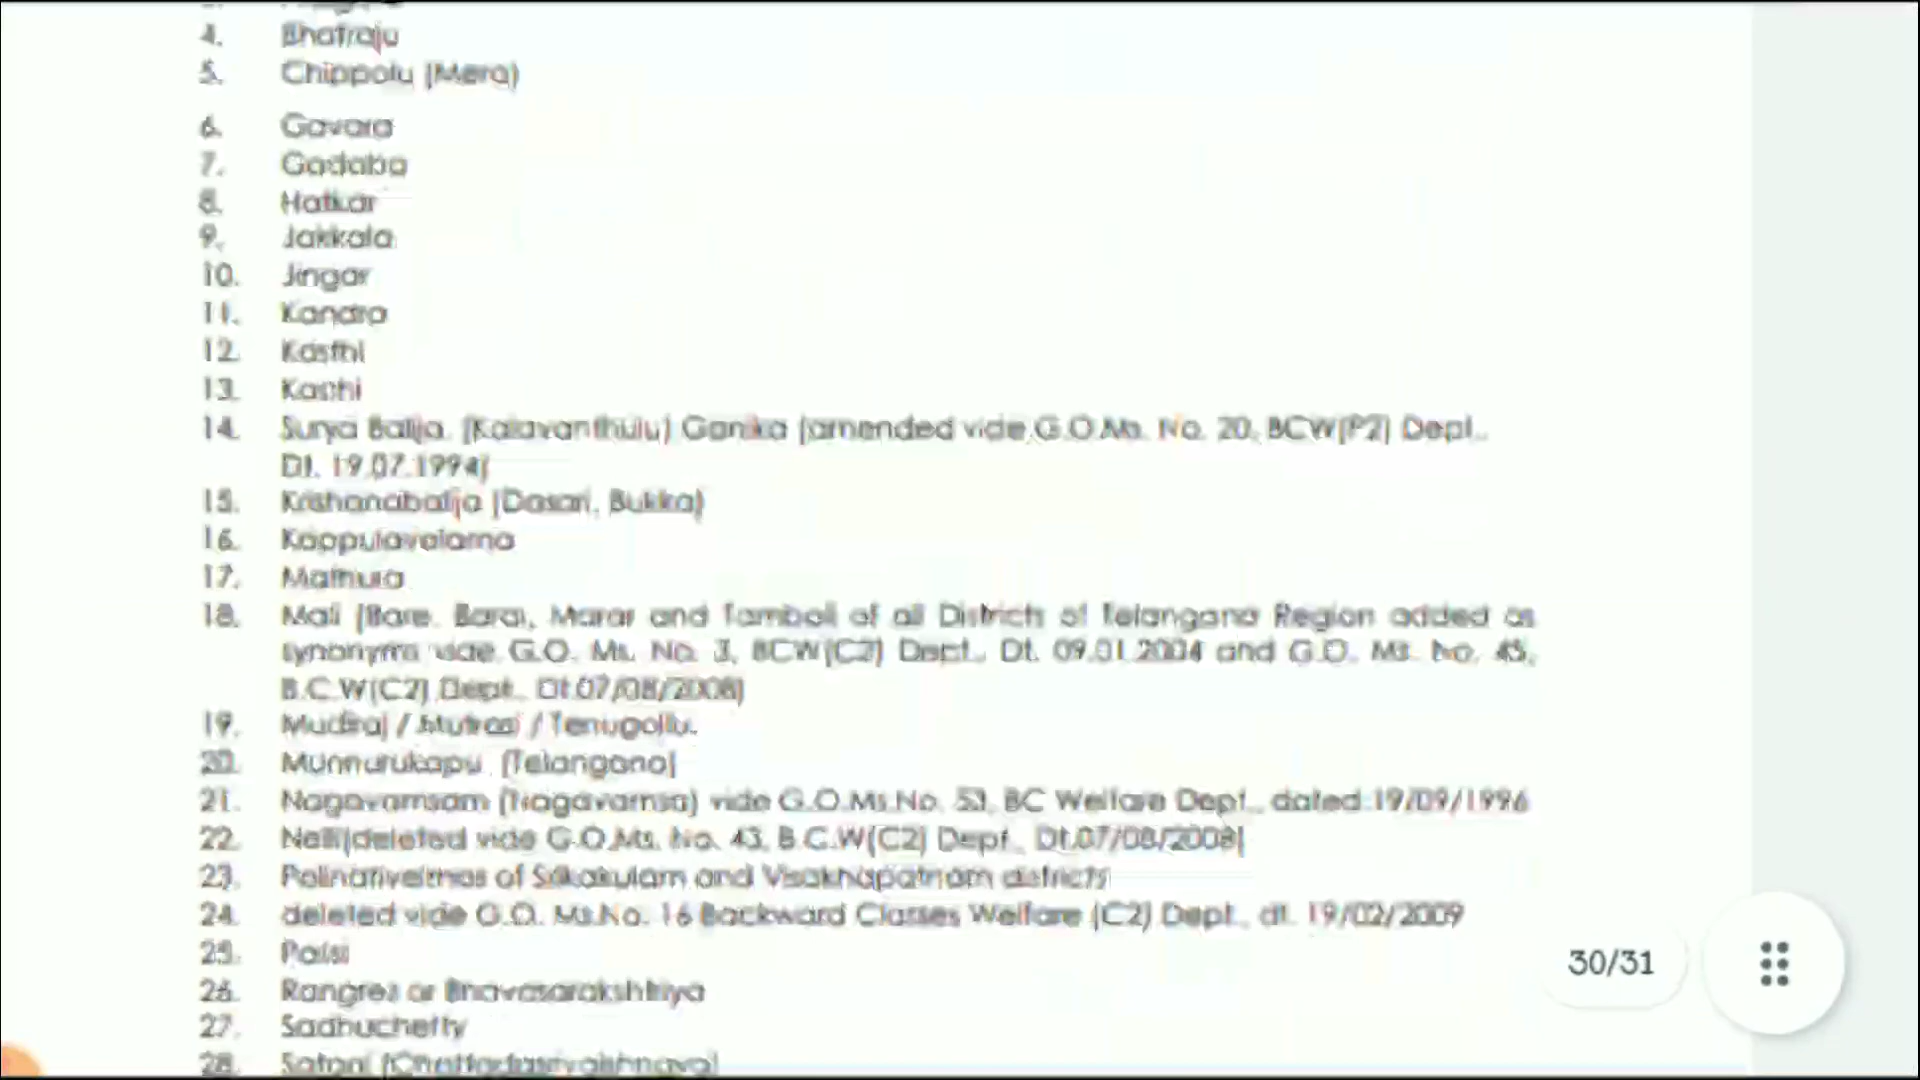 4. Bhatraju
5. Chippolu (Mera)
6. Gavara
7. Gadaba
8. Hatkar
9. Jakkala
10. Jingar
11. Kandra
12. Kasthi
13. Kachi
14. Surya Balija, (Kalavanthulu) Ganika (amended vide G.O.Ms. No. 20, BCW(P2) Dept.,
Dt. 19.07.1994)
15. Krishanabalija (Dasari, Bukka)
16. Koppulavelama
17. Mathura
18. Mali (Bare, Barai, Marar and Tamboli of all Districts of Telangana Region added as
synonyms vide G.O. Ms. No. 3, BCW(C2) Dept., Dt. 09.01.2004 and G.O. Ms. No. 45,
B.C.W(C2) Dept., Dt.07/08/2008)
19. Mudiraj / Mutrasi / Tenugollu.
20. Munnurukapu (Telangana)
21. Nagavamsam (Nagavamsa) vide G.O.Ms.No. 53, BC Welfare Dept., dated:19/09/1996
22. Nelli(deleted vide G.O.Ms. No. 43, B.C.W(C2) Dept., Dt.07/08/2008)
23. Polinativelmas of Srikakulam and Visakhapatnam districts
24. deleted vide G.O. Ms.No. 16 Backward Classes Welfare (C2) Dept., dt. 19/02/2009
25. Passi
26. Rangrez or Bhavasarakshtriya
27. Sadhuchetty
28. Satani (Chattadasrivaishnava)
30/31